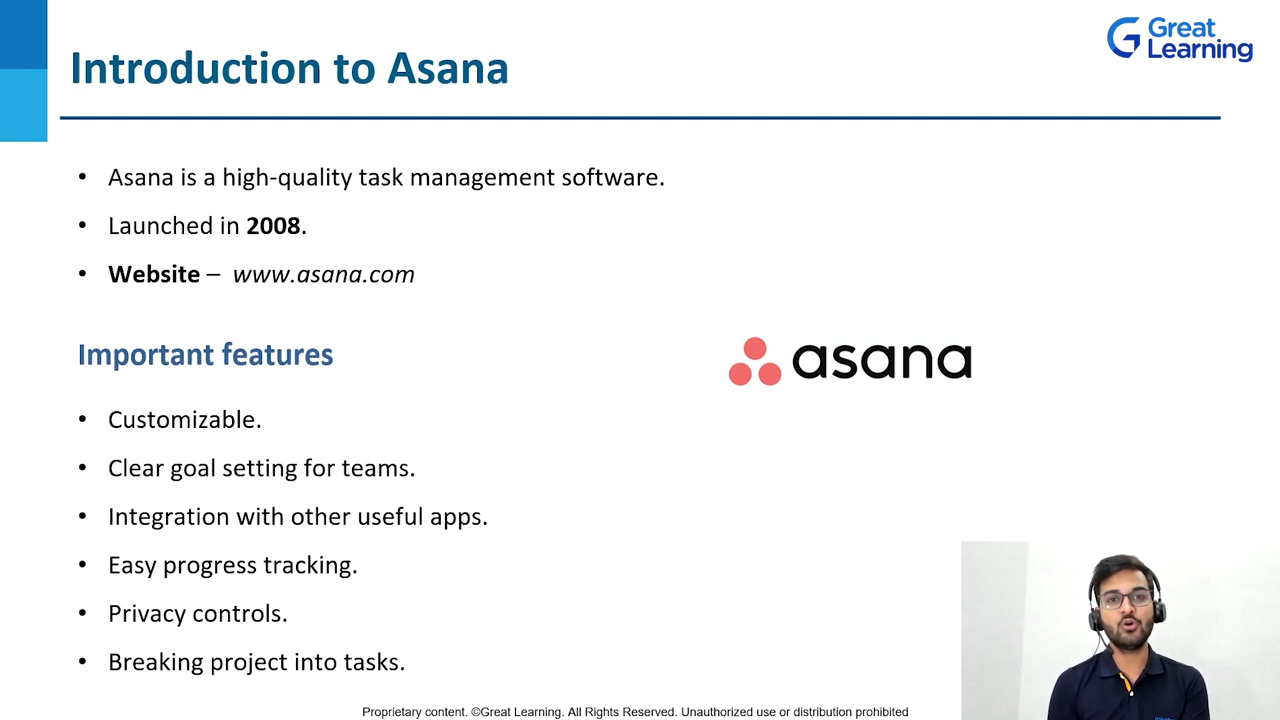 Great
Learning
Introduction to Asana
• Asana is a high-quality task management software.
• Launched in 2008.
• Website – www.asana.com
Important features
asana
• Customizable.
• Clear goal setting for teams.
• Integration with other useful apps.
• Easy progress tracking.
• Privacy controls.
• Breaking project into tasks.
Proprietary content. ©Great Learning. All Rights Reserved. Unauthorized use or distribution prohibited